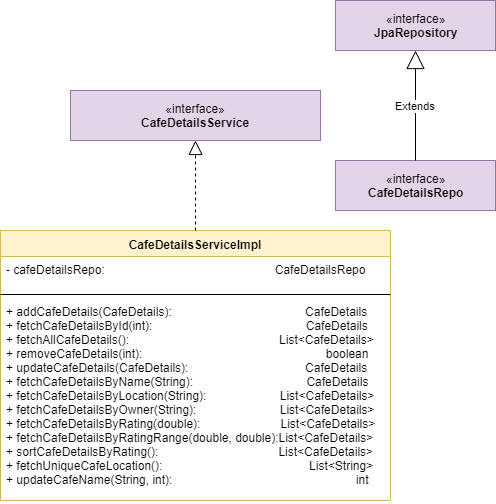 «interface»
JpaRepository
«interface»
CafeDetailsService
Extends
«interface»
CafeDetailsRepo
CafeDetailsServiceImpl
- cafeDetailsRepo: CafeDetailsRepo
+ addCafeDetails(CafeDetails): CafeDetails
+ fetchCafeDetailsById(int): CafeDetails
+ fetchAllCafeDetails(): List<CafeDetails>
+ removeCafeDetails(int): boolean
+ updateCafeDetails(CafeDetails): CafeDetails
+ fetchCafeDetailsByName(String): CafeDetails
+ fetchCafeDetailsByLocation(String): List<CafeDetails>
+ fetchCafeDetailsByOwner(String): List<CafeDetails>
+ fetchCafeDetailsByRating(double): List<CafeDetails>
+ fetchCafeDetailsByRatingRange(double, double):List<CafeDetails>
+ sortCafeDetailsByRating(): List<CafeDetails>
+ fetchUniqueCafeLocation(): List<String>
+ updateCafeName(String, int): int